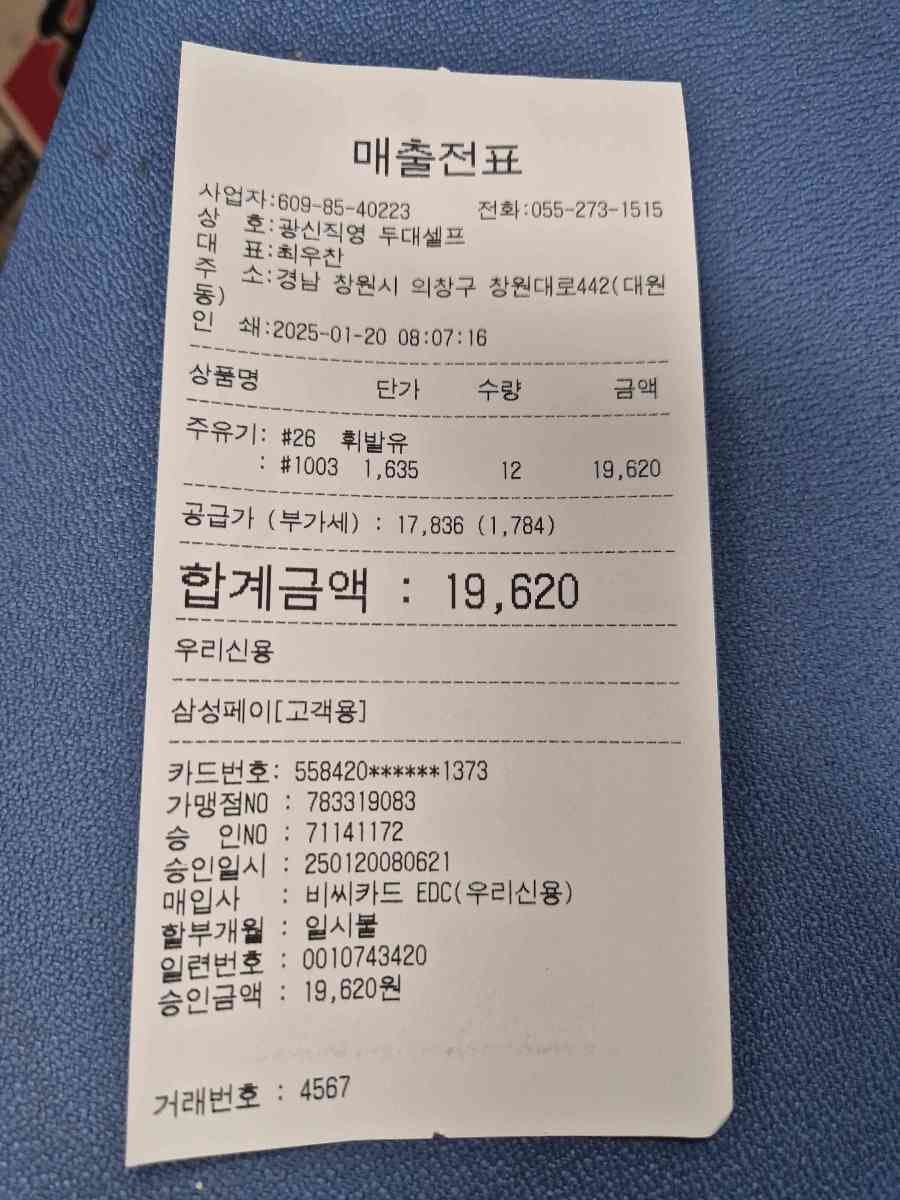 매출전표
사업자:609-85-40223 전화:055-273-1515
상 호:광신직영 두대셀프
대 표:최우찬
주 소:경남 창원시 의창구 창원대로442(대원
동)
인 쇄:2025-01-20 08:07:16
상품명 단가 수량 금액
주유기: #26 휘발유
: #1003 1,635 12 19,620
공급가 (부가세) : 17,836 (1,784)
합계금액 : 19,620
우리신용
삼성페이[고객용]
카드번호: 558420******1373
가맹점NO : 783319083
승 인NO : 71141172
승인일시 : 250120080621
매입사 : 비씨카드 EDC(우리신용)
할부개월 : 일시불
일련번호 : 0010743420
승인금액 : 19,620원
거래번호 : 4567